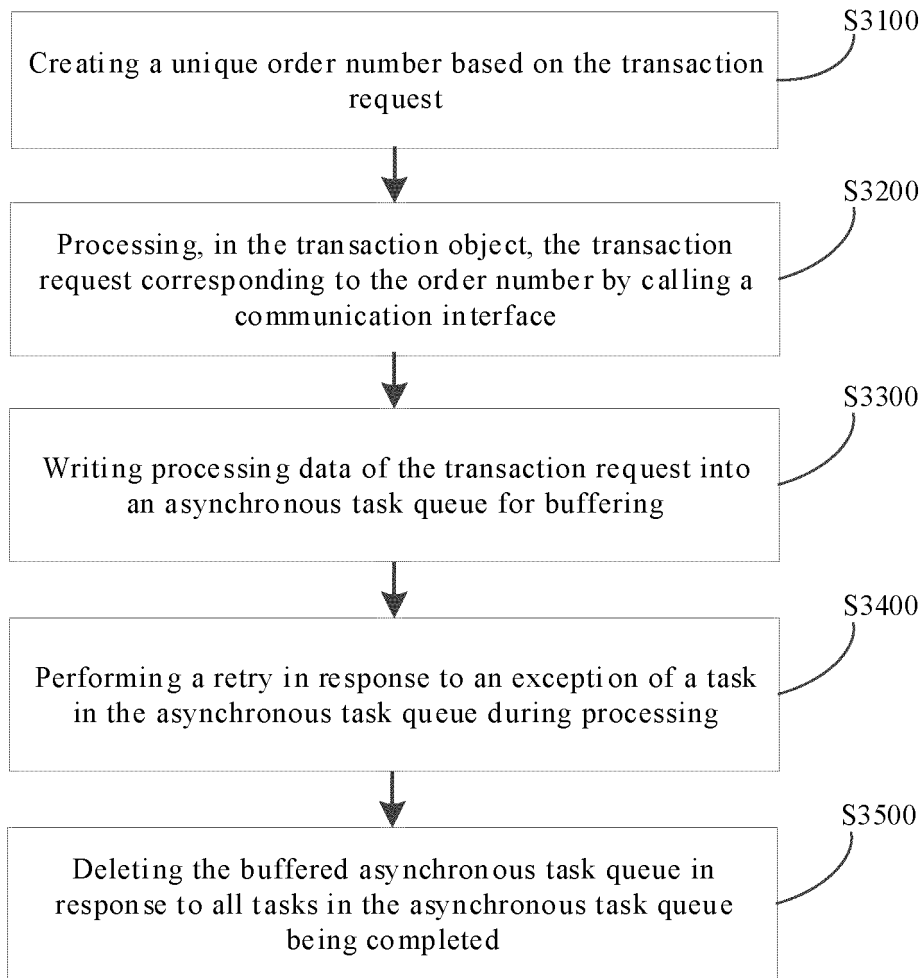 S3100
Creating a unique order number based on the transaction
request
S3200
Processing, in the transaction object, the transaction
request corresponding to the order number by calling a
communication interface
S3300
Writing processing data of the transaction request into
an asynchronous task queue for buffering
S3400
Performing a retry in response to an exception of a task
in the asynchronous task queue during processing
S3500
Deleting the buffered asynchronous task queue in
response to all tasks in the asynchronous task queue
being completed